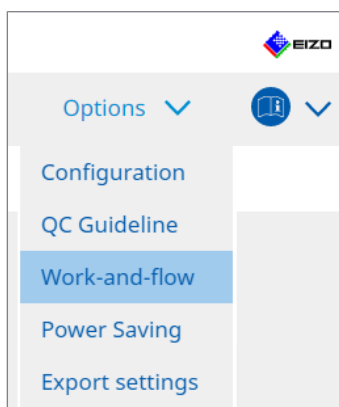 EIZO
Options
Configuration
QC Guideline
Work-and-flow
Power Saving
Export settings